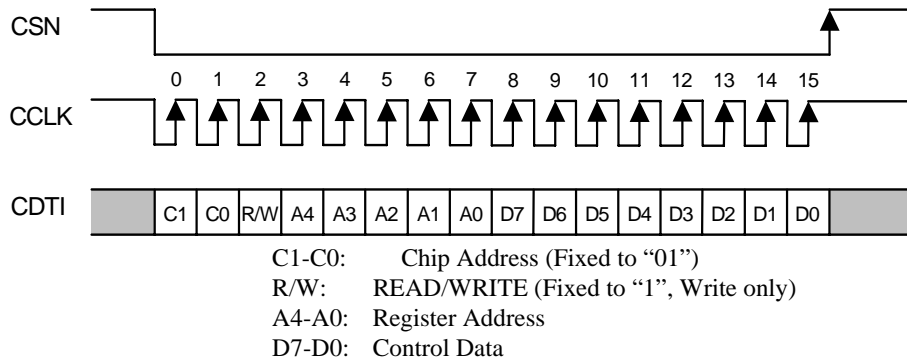 CSN
0 1 2 3 4 5 6 7 8 9 10 11 12 13 14 15
CCLK
CDTI C1 C0 R/W A4 A3 A2 A1 A0 D7 D6 D5 D4 D3 D2 D1 D0
C1-C0: Chip Address (Fixed to “01”)
R/W: READ/WRITE (Fixed to “1”, Write only)
A4-A0: Register Address
D7-D0: Control Data